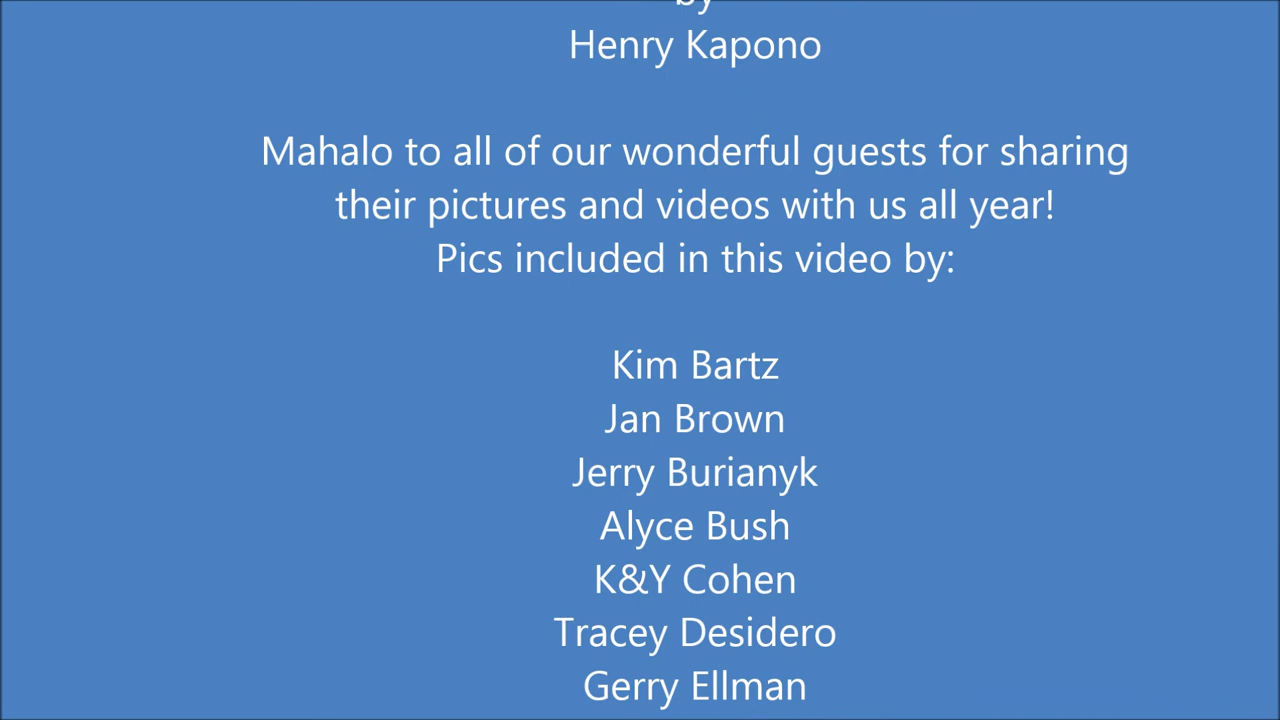 by
Henry Kapono
Mahalo to all of our wonderful guests for sharing
their pictures and videos with us all year!
Pics included in this video by:
Kim Bartz
Jan Brown
Jerry Burianyk
Alyce Bush
K&Y Cohen
Tracey Desidero
Gerry Ellman